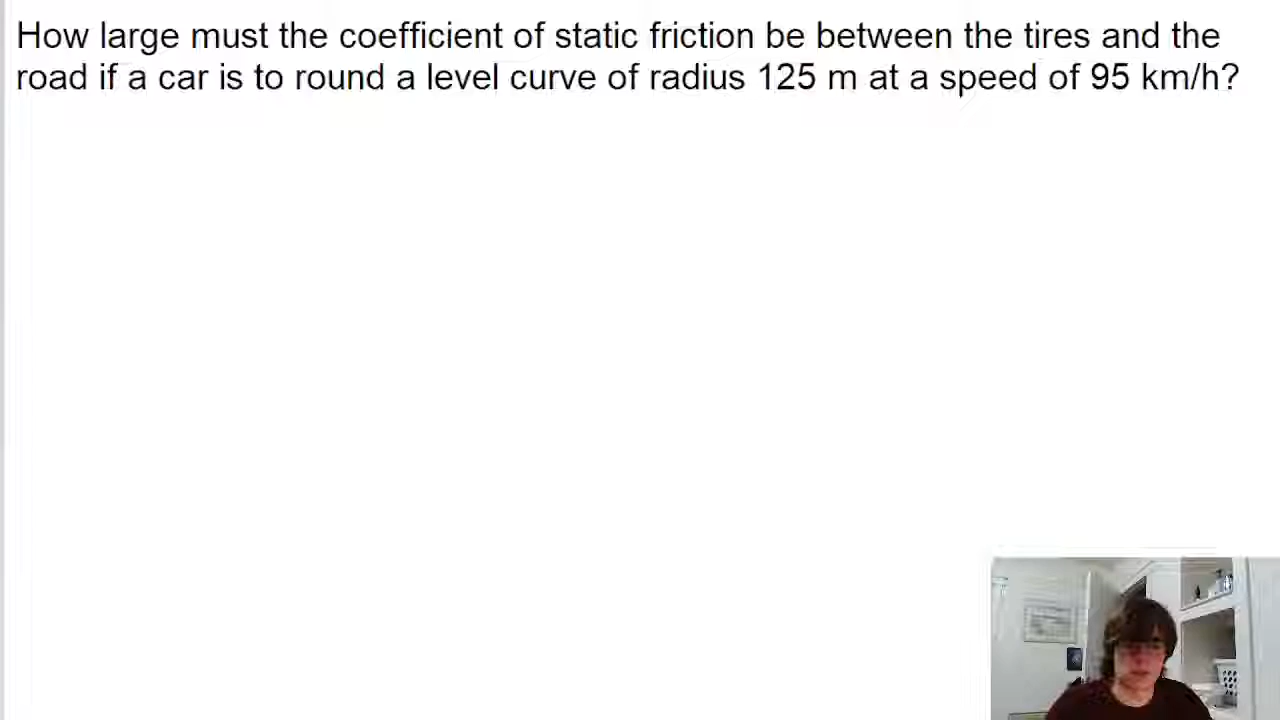 How large must the coefficient of static friction be between the tires and the
road if a car is to round a level curve of radius 125 m at a speed of 95 km/h?